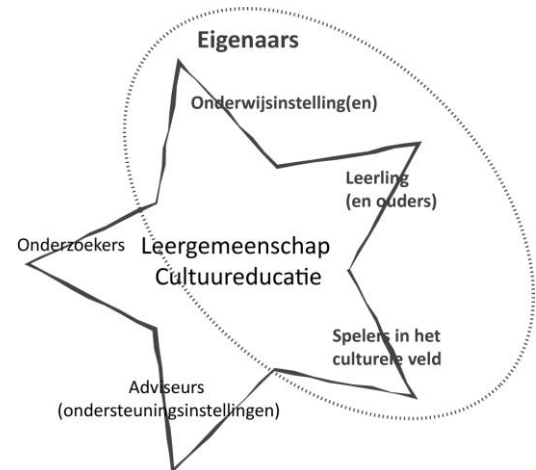 Eigenaars
Onderwijsinstelling(en)
Leerling
(en ouders)
Onderzoekers
Leergemeenschap
Cultuureducatie
Spelers in het
culturele veld
Adviseurs
(ondersteuningsinstellingen)